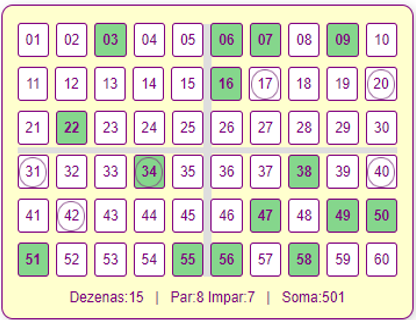 01 02 03 04 05 06 07 08 09 10
11 12 13 14 15 16 17 18 19 20
21 22 23 24 25 26 27 28 29 30
31 32 33 34 35 36 37 38 39 40
41 42 43 44 45 46 47 48 49 50
51 52 53 54 55 56 57 58 59 60
Dezenas:15 | Par:8 Impar:7 | Soma:501